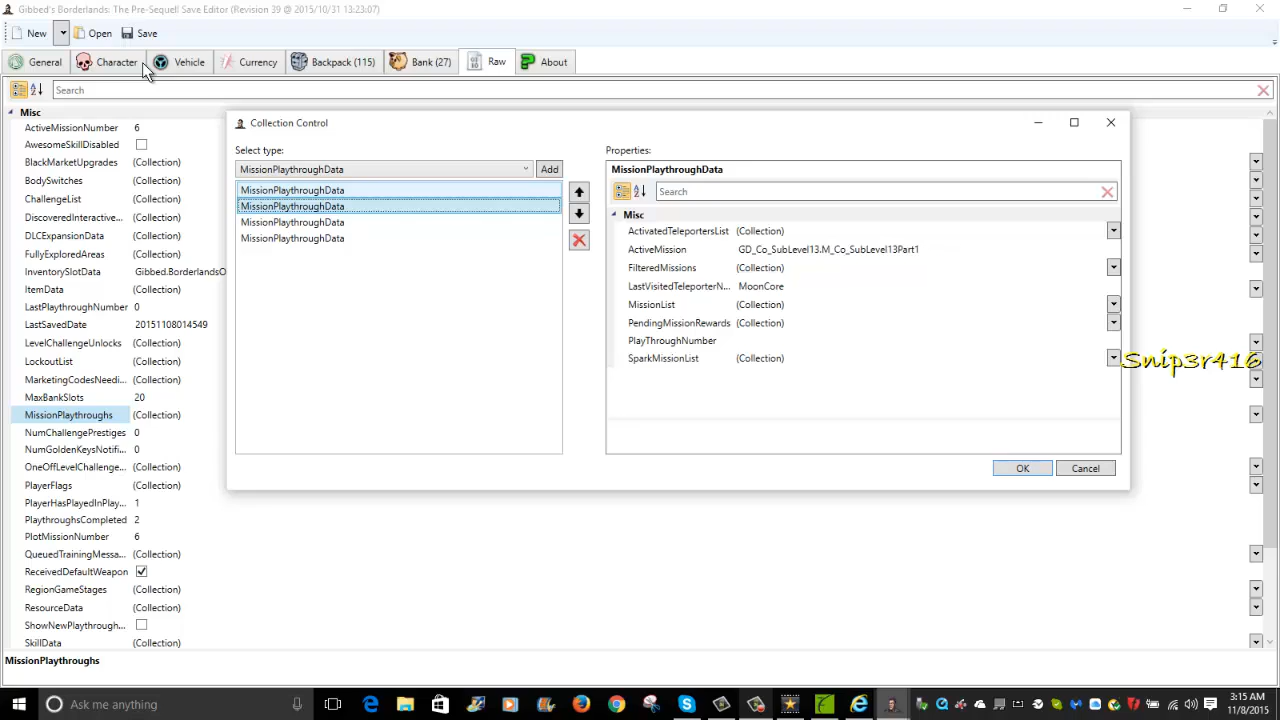 Gibbed's Borderlands: The Pre-Sequel! Save Editor (Revision 39 @ 2015/10/31 13:23:07)
New Open Save
General Character Vehicle Currency Backpack (115) Bank (27) Raw About
Search
Misc
ActiveMissionNumber 6
AwesomeSkillDisabled
BlackMarketUpgrades (Collection)
BodySwitches (Collection)
ChallengeList (Collection)
DiscoveredInteractive... (Collection)
DLCExpansionData (Collection)
FullyExploredAreas (Collection)
InventorySlotData Gibbed.BorderlandsO
ItemData (Collection)
LastPlaythroughNumber 0
LastSavedDate 20151108014549
LevelChallengeUnlocks (Collection)
LockoutList (Collection)
MarketingCodesNeedi... (Collection)
MaxBankSlots 20
MissionPlaythroughs (Collection)
NumChallengePrestiges 0
NumGoldenKeysNotifi... 0
OneOffLevelChallenge... (Collection)
PlayerFlags (Collection)
PlayerHasPlayedInPlay... 1
PlaythroughsCompleted 2
PlotMissionNumber 6
QueuedTrainingMessa... (Collection)
ReceivedDefaultWeapon
RegionGameStages (Collection)
ResourceData (Collection)
ShowNewPlaythrough...
SkillData (Collection)
MissionPlaythroughs
Collection Control
Select type:
MissionPlaythroughData Add
MissionPlaythroughData
MissionPlaythroughData
MissionPlaythroughData
MissionPlaythroughData
Properties:
MissionPlaythroughData
Search
Misc
ActivatedTeleportersList (Collection)
ActiveMission GD_Co_SubLevel13.M_Co_SubLevel13Part1
FilteredMissions (Collection)
LastVisitedTeleporterN... MoonCore
MissionList (Collection)
PendingMissionRewards (Collection)
PlayThroughNumber
SparkMissionList (Collection)
OK Cancel
Snip3r416
Ask me anything
3:15 AM
11/8/2015